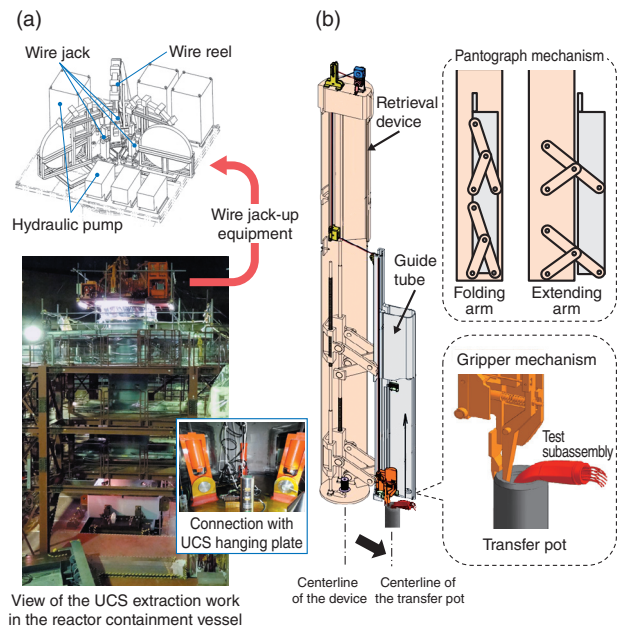 (a)
Wire jack
Wire reel
Hydraulic pump
Wire jack-up
equipment
Connection with
UCS hanging plate
View of the UCS extraction work
in the reactor containment vessel
(b)
Retrieval
device
Guide
tube
Centerline
of the device
Centerline of
the transfer pot
Pantograph mechanism
Folding
arm
Extending
arm
Gripper mechanism
Test
subassembly
Transfer pot